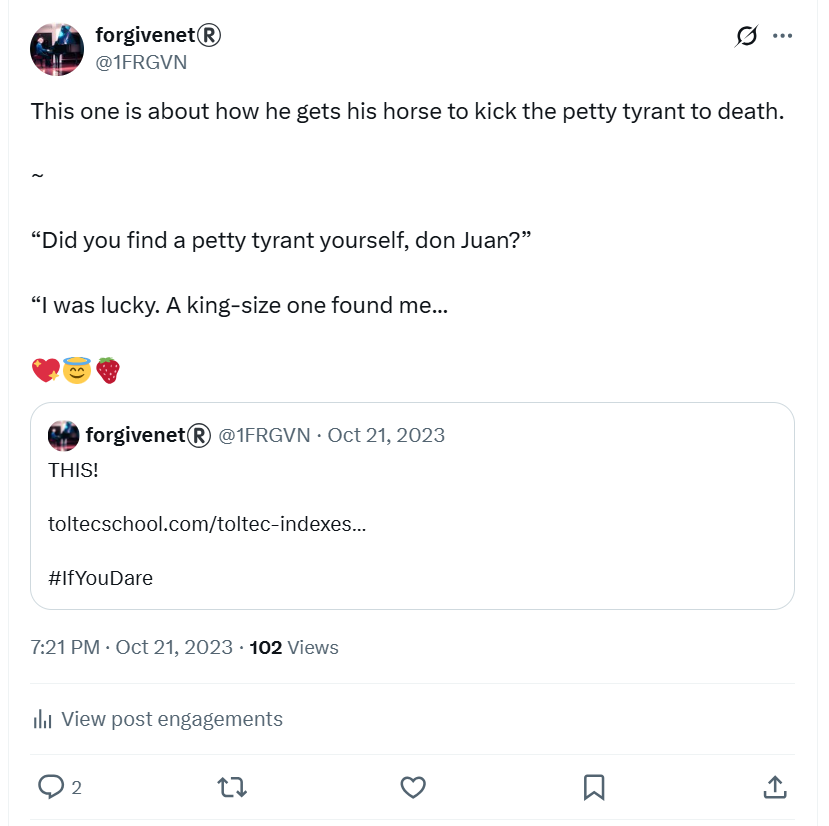 forgivenet®
@1FRGVN
This one is about how he gets his horse to kick the petty tyrant to death.
~
“Did you find a petty tyrant yourself, don Juan?”
“I was lucky. A king-size one found me...
forgivenet® @1FRGVN · Oct 21, 2023
THIS!
toltecschool.com/toltec-indexes...
#IfYouDare
7:21 PM · Oct 21, 2023 · 102 Views
View post engagements
2